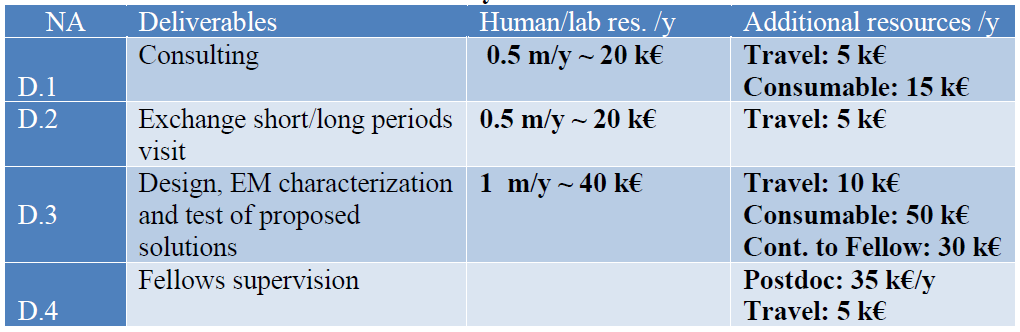 NA Deliverables Human/lab res. /y Additional resources /y
Consulting 0.5 m/y ~ 20 k€ Travel: 5 k€
D.1 Consumable: 15 k€
D.2 Exchange short/long periods 0.5 m/y ~ 20 k€ Travel: 5 k€
visit
Design, EM characterization 1 m/y ~ 40 k€ Travel: 10 k€
D.3 and test of proposed Consumable: 50 k€
solutions Cont. to Fellow: 30 k€
Fellows supervision Postdoc: 35 k€/y
D.4 Travel: 5 k€